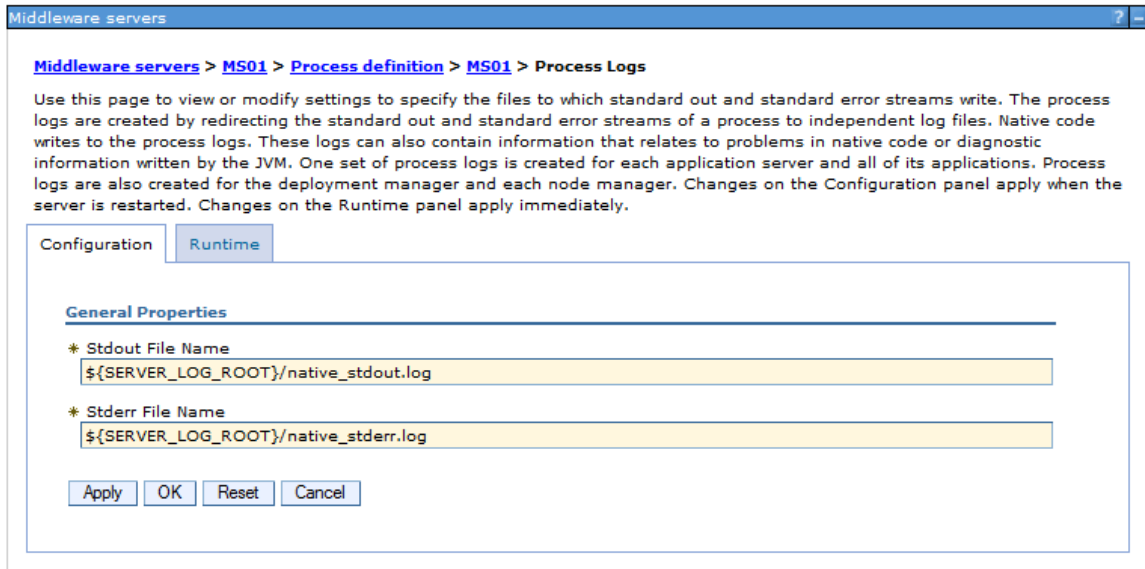 Middleware servers ? –
Middleware servers > MS01 > Process definition > MS01 > Process Logs
Use this page to view or modify settings to specify the files to which standard out and standard error streams write. The process
logs are created by redirecting the standard out and standard error streams of a process to independent log files. Native code
writes to the process logs. These logs can also contain information that relates to problems in native code or diagnostic
information written by the JVM. One set of process logs is created for each application server and all of its applications. Process
logs are also created for the deployment manager and each node manager. Changes on the Configuration panel apply when the
server is restarted. Changes on the Runtime panel apply immediately.
Configuration Runtime
General Properties
* Stdout File Name
${SERVER_LOG_ROOT}/native_stdout.log
* Stderr File Name
${SERVER_LOG_ROOT}/native_stderr.log
Apply OK Reset Cancel